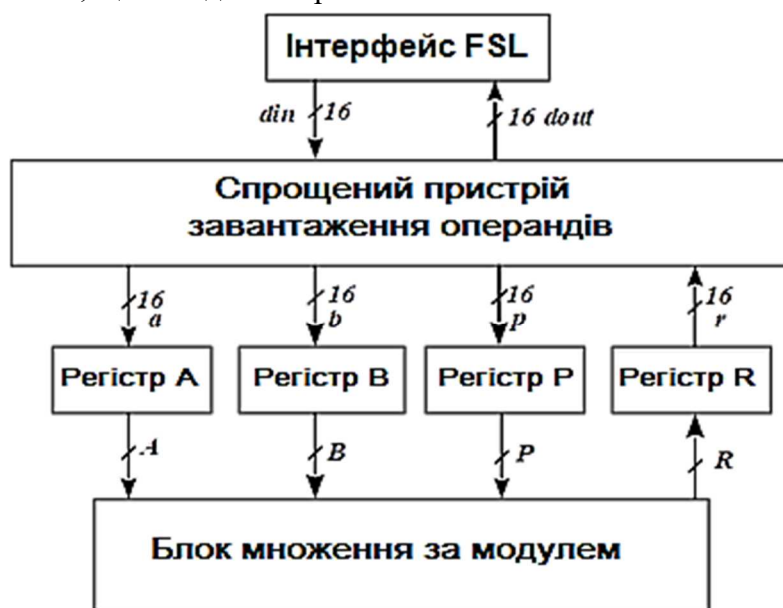 Інтерфейс FSL
din 16 16 dout
Спрощений пристрій
завантаження операндів
16 16 16 16
a b p r
Регістр A Регістр B Регістр P Регістр R
A B P R
Блок множення за модулем